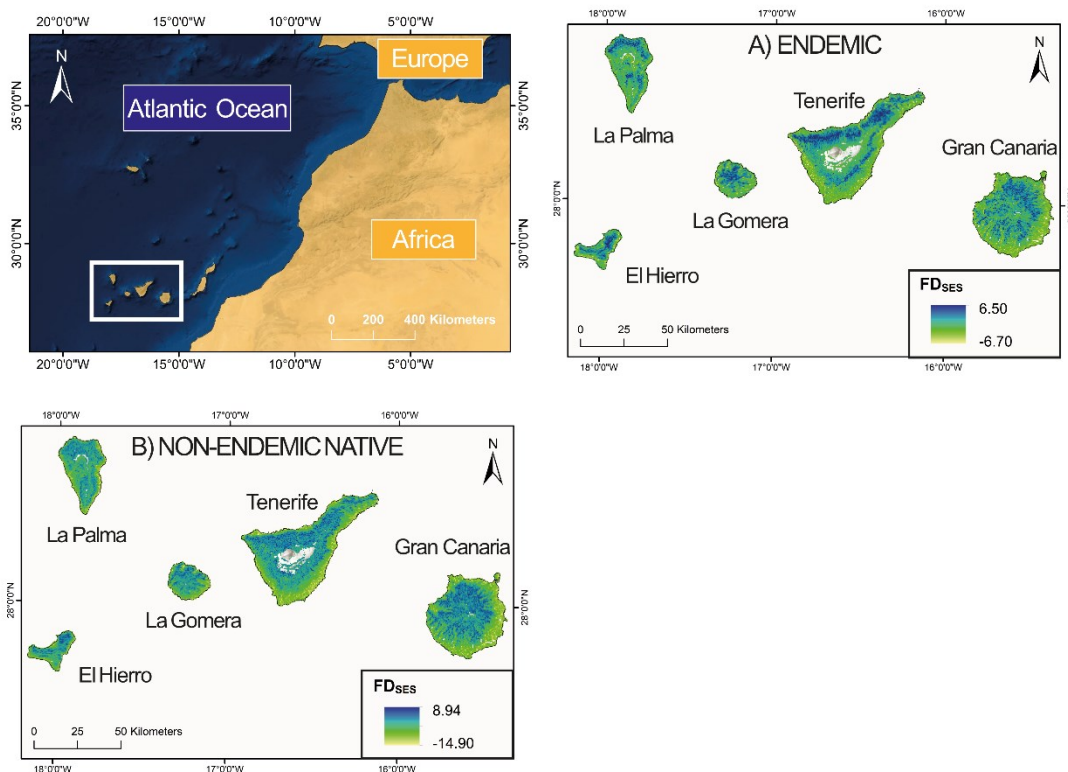 20°0'0"W 15°0'0"W 10°0'0"W 5°0'0"W
N
Europe
Atlantic Ocean
35°0'0"N
35°0'0"N
30°0'0"N
30°0'0"N
Africa
0 200 400 Kilometers
20°0'0"W 15°0'0"W 10°0'0"W 5°0'0"W
18°0'0"W 17°0'0"W 16°0'0"W
A) ENDEMIC
N
Tenerife
La Palma
Gran Canaria
La Gomera
28°0'0"N
28°0'0"N
El Hierro
FDSES
6.50
-6.70
0 25 50 Kilometers
18°0'0"W 17°0'0"W 16°0'0"W
18°0'0"W 17°0'0"W 16°0'0"W
B) NON-ENDEMIC NATIVE
N
Tenerife
La Palma
Gran Canaria
La Gomera
28°0'0"N
28°0'0"N
El Hierro
FDSES
8.94
-14.90
0 25 50 Kilometers
18°0'0"W 17°0'0"W 16°0'0"W